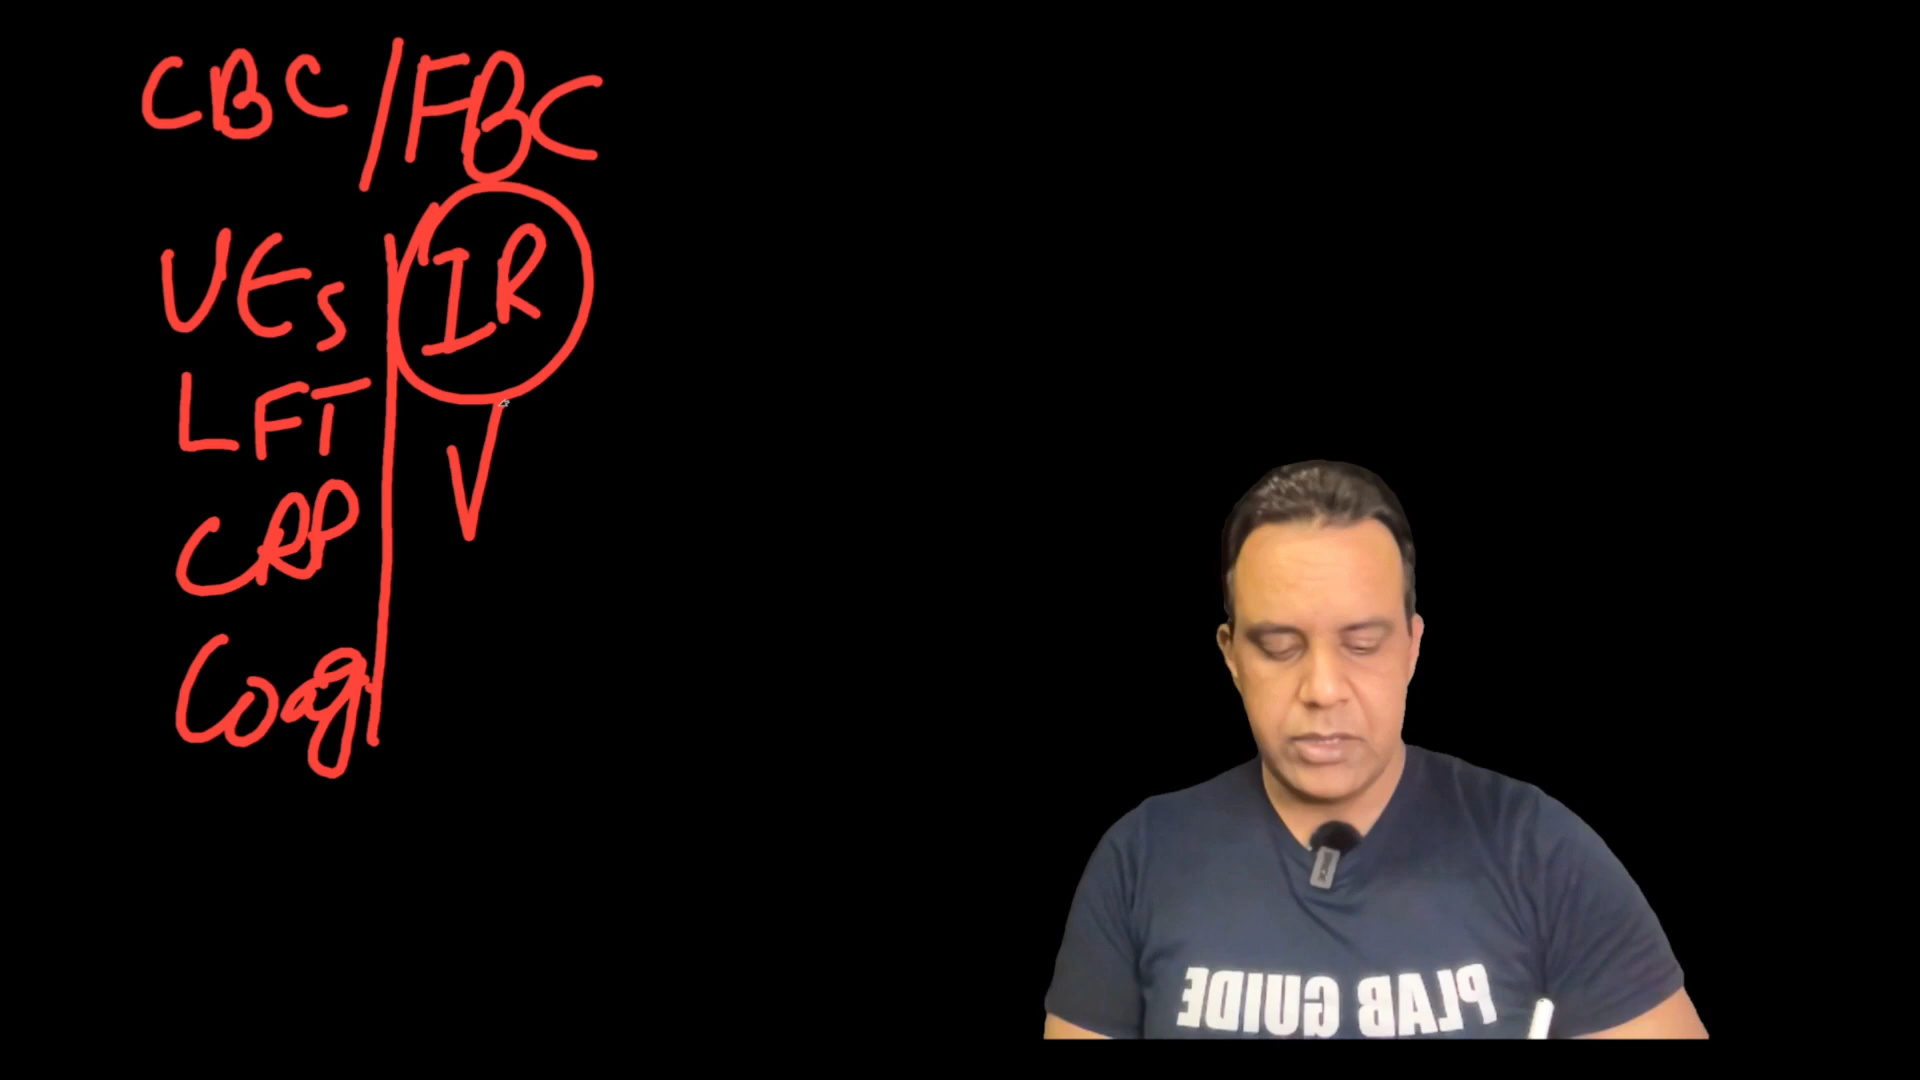 CBC/FBC
UEs
IR
LFT
CRP
Coag
PLAB GUIDE